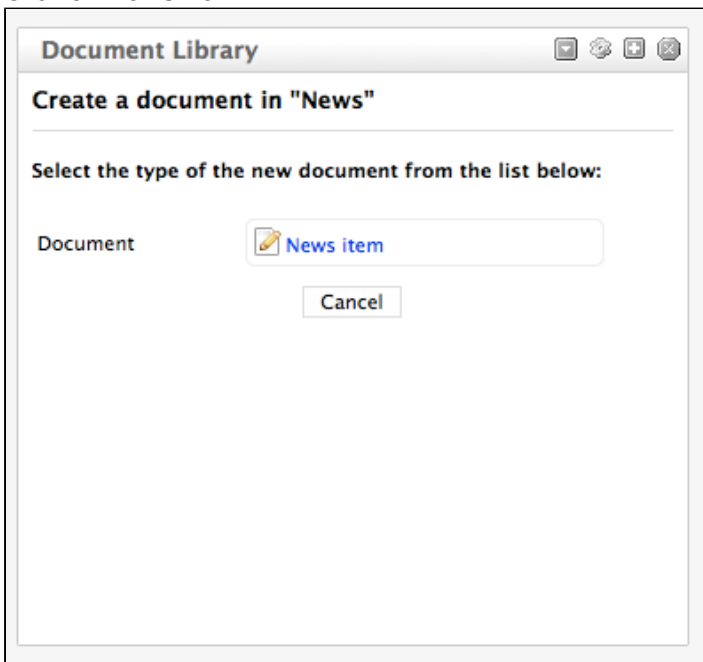 Document Library
Create a document in "News"
Select the type of the new document from the list below:
Document News item
Cancel